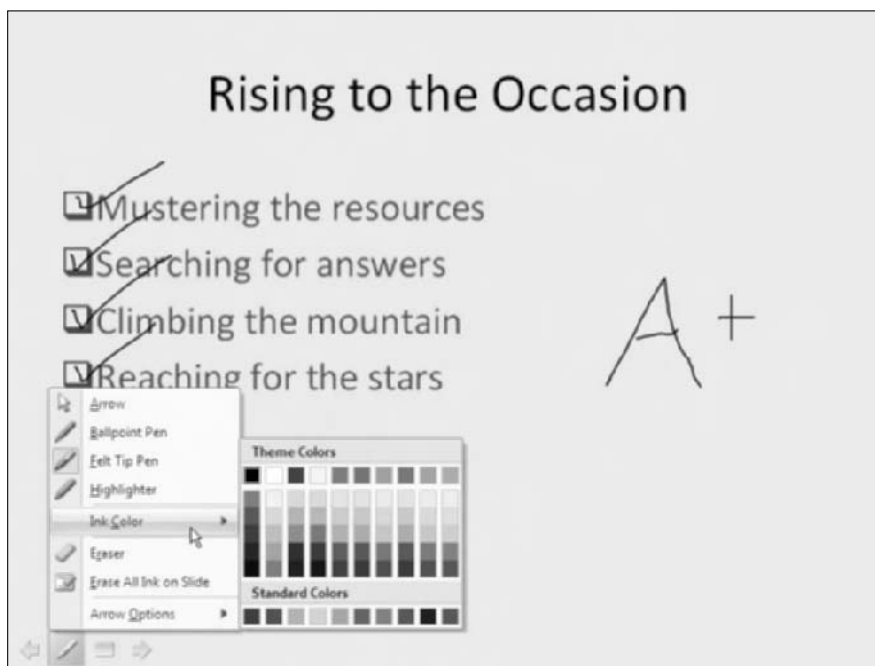 Rising to the Occasion
Mustering the resources
Searching for answers
Climbing the mountain
Reaching for the stars
A+
Arrow
Ballpoint Pen
Felt Tip Pen
Highlighter
Ink Color
Eraser
Erase All Ink on Slide
Arrow Options
Theme Colors
Standard Colors